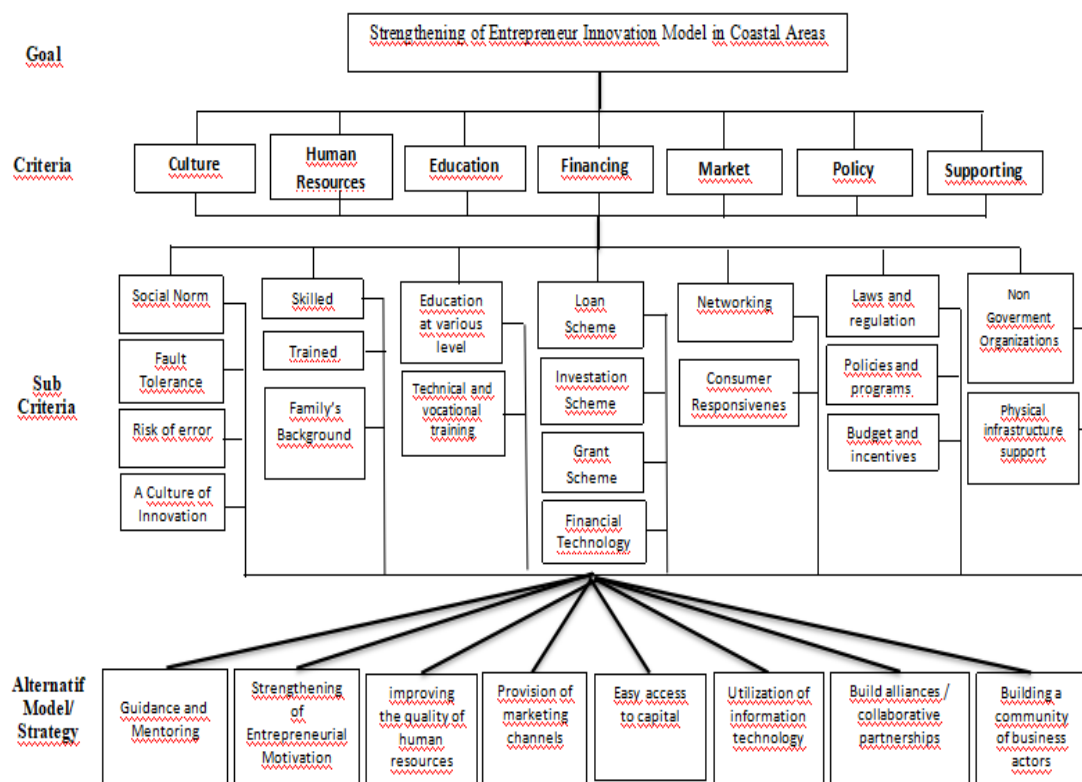 Strengthening of Entrepreneur Innovation Model in Coastal Areas
Goal
Criteria
Culture
Human
Resources
Education
Financing
Market
Policy
Supporting
Sub
Criteria
Social Norm
Fault
Tolerance
Risk of error
A Culture of
Innovation
Skilled
Trained
Family's
Background
Education
at various
level
Technical and
vocational
training
Loan
Scheme
Investation
Scheme
Grant
Scheme
Financial
Technology
Networking
Consumer
Responsivenes
Laws and
regulation
Policies and
programs
Budget and
incentives
Non
Goverment
Organizations
Physical
infrastructure
support
Alternatif
Model/
Strategy
Guidance and
Mentoring
Strengthening
of
Entrepreneurial
Motivation
improving
the quality of
human
resources
Provision of
marketing
channels
Easy access
to capital
Utilization of
information
technology
Build alliances /
collaborative
partnerships
Building a
community
of business
actors